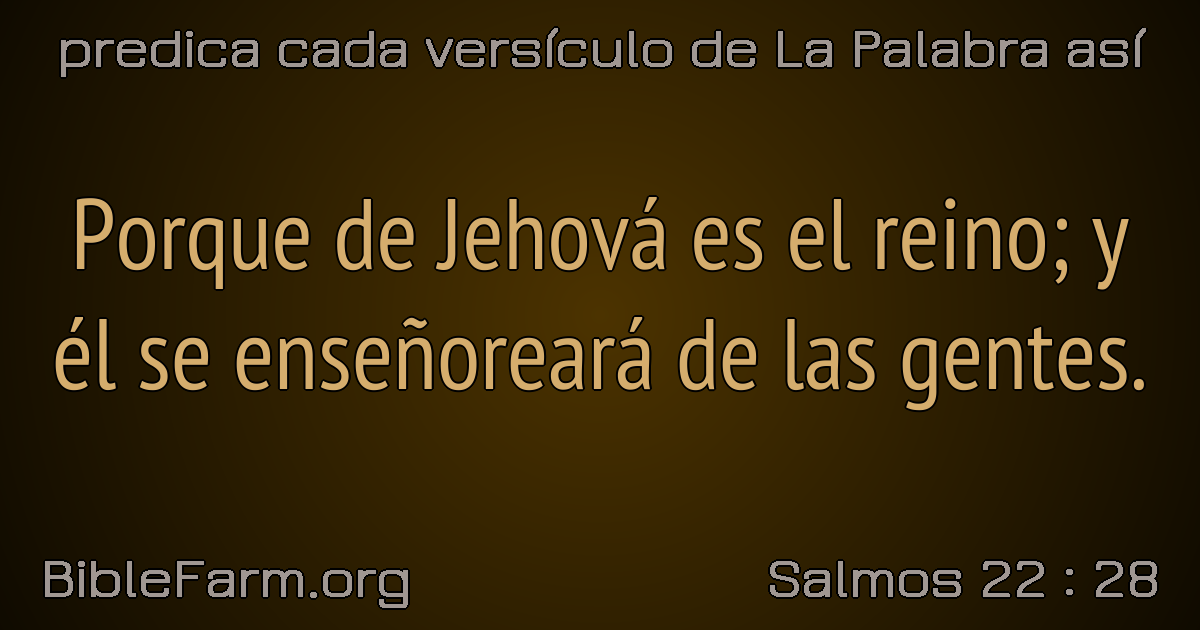 predica cada versículo de La Palabra así
Porque de Jehová es el reino; y
él se enseñoreará de las gentes.
BibleFarm.org
Salmos 22 : 28